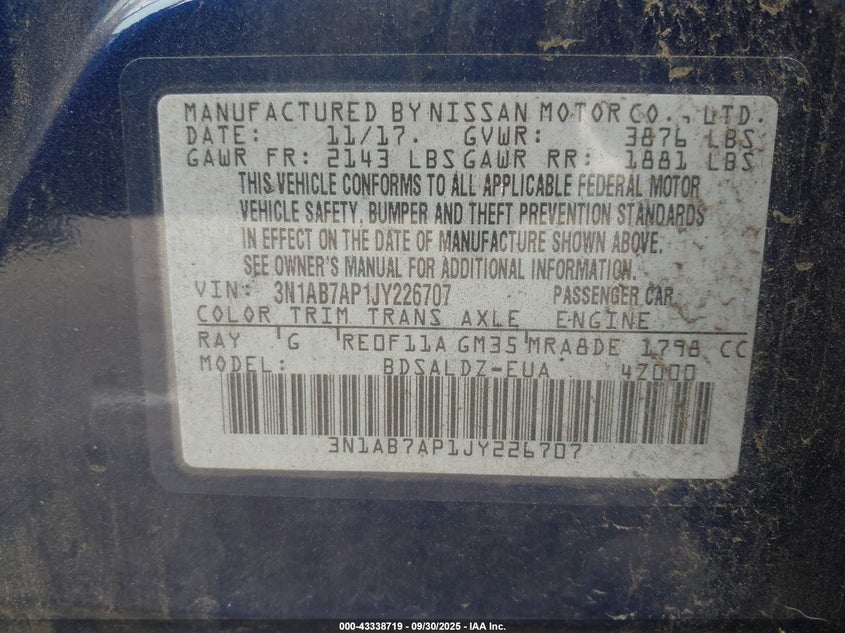 MANUFACTURED BY NISSAN MOTOR CO., LTD.
DATE: 11/17. GVWR: 3876 LBS
GAWR FR: 2143 LBS GAWR RR: 1881 LBS
THIS VEHICLE CONFORMS TO ALL APPLICABLE FEDERAL MOTOR
VEHICLE SAFETY, BUMPER AND THEFT PREVENTION STANDARDS
IN EFFECT ON THE DATE OF MANUFACTURE SHOWN ABOVE.
SEE OWNER'S MANUAL FOR ADDITIONAL INFORMATION.
VIN: 3N1AB7AP1JY226707 PASSENGER CAR
COLOR TRIM TRANS AXLE ENGINE
RAY G RE0F11A GM35 MRA8DE 1798 CC
MODEL: BDSALDZ-EUA 4Z000
3N1AB7AP1JY226707
000-43338719 - 09/30/2025 - IAA Inc.